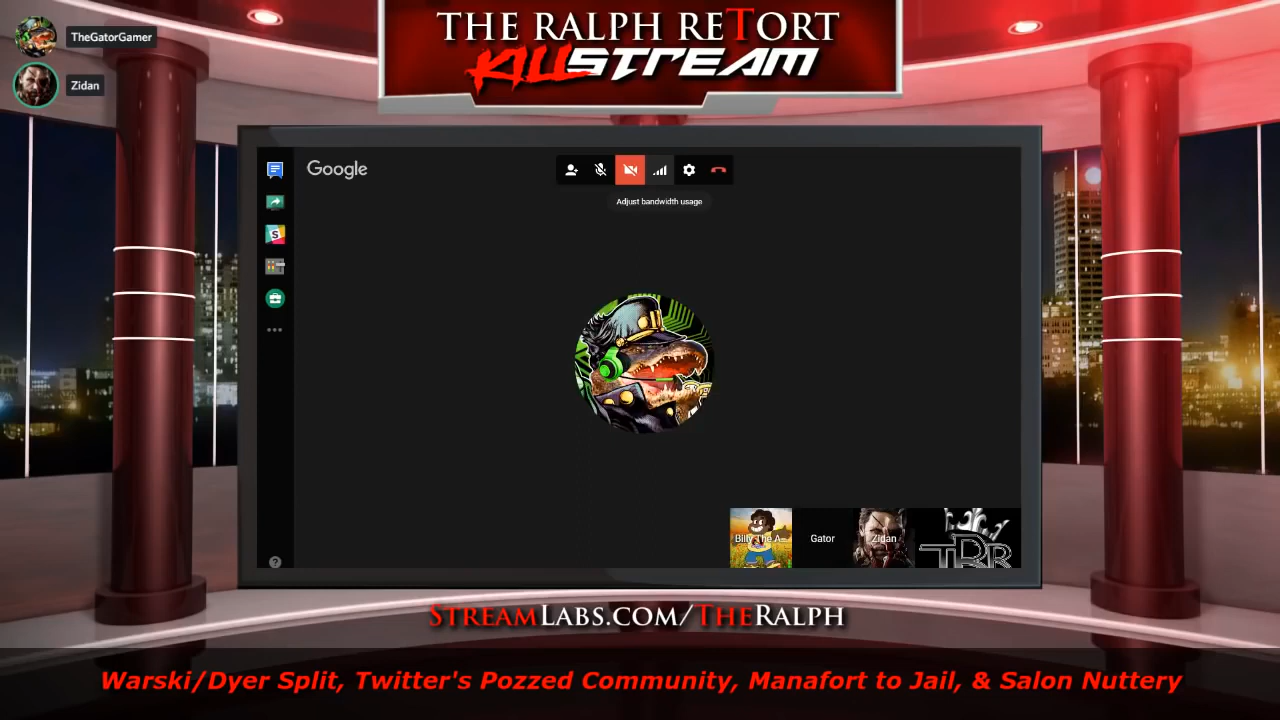 TheGatorGamer
Zidan
THE RALPH RETORT
KILLSTREAM
Google
Adjust bandwidth usage
Billy The A...
Gator
Zidan
TRR
STREAMLABS.COM/THERALPH
Warski/Dyer Split, Twitter's Pozzed Community, Manafort to Jail, & Salon Nuttery